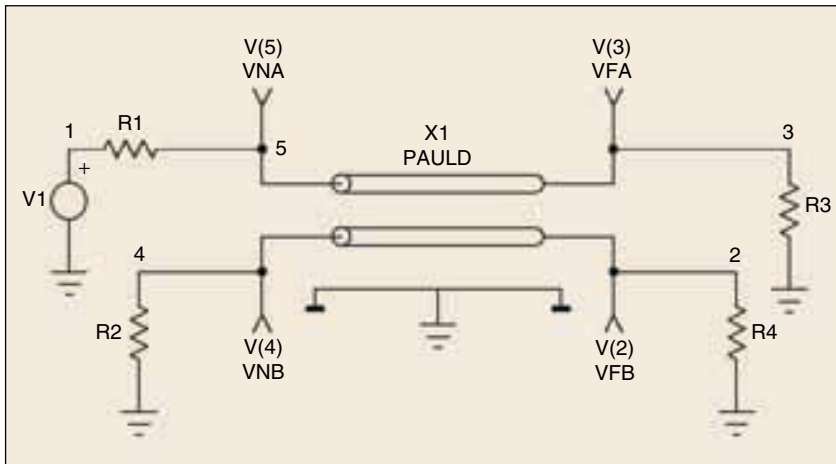 V(5)
VNA
V(3)
VFA
1
R1
5
X1
PAULD
3
+
V1
R3
4
2
R2
V(4)
VNB
V(2)
VFB
R4